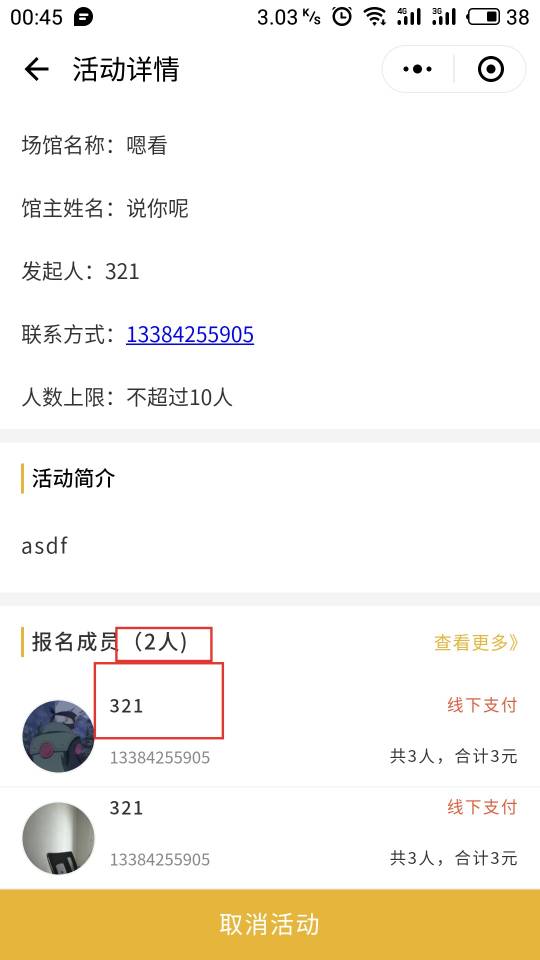 00:45 3.03 K/s 4G 3G 38
活动详情
场馆名称：嗯看
馆主姓名：说你呢
发起人：321
联系方式：13384255905
人数上限：不超过10人
活动简介
asdf
报名成员（2人） 查看更多》
321 线下支付
13384255905 共3人，合计3元
321 线下支付
13384255905 共3人，合计3元
取消活动